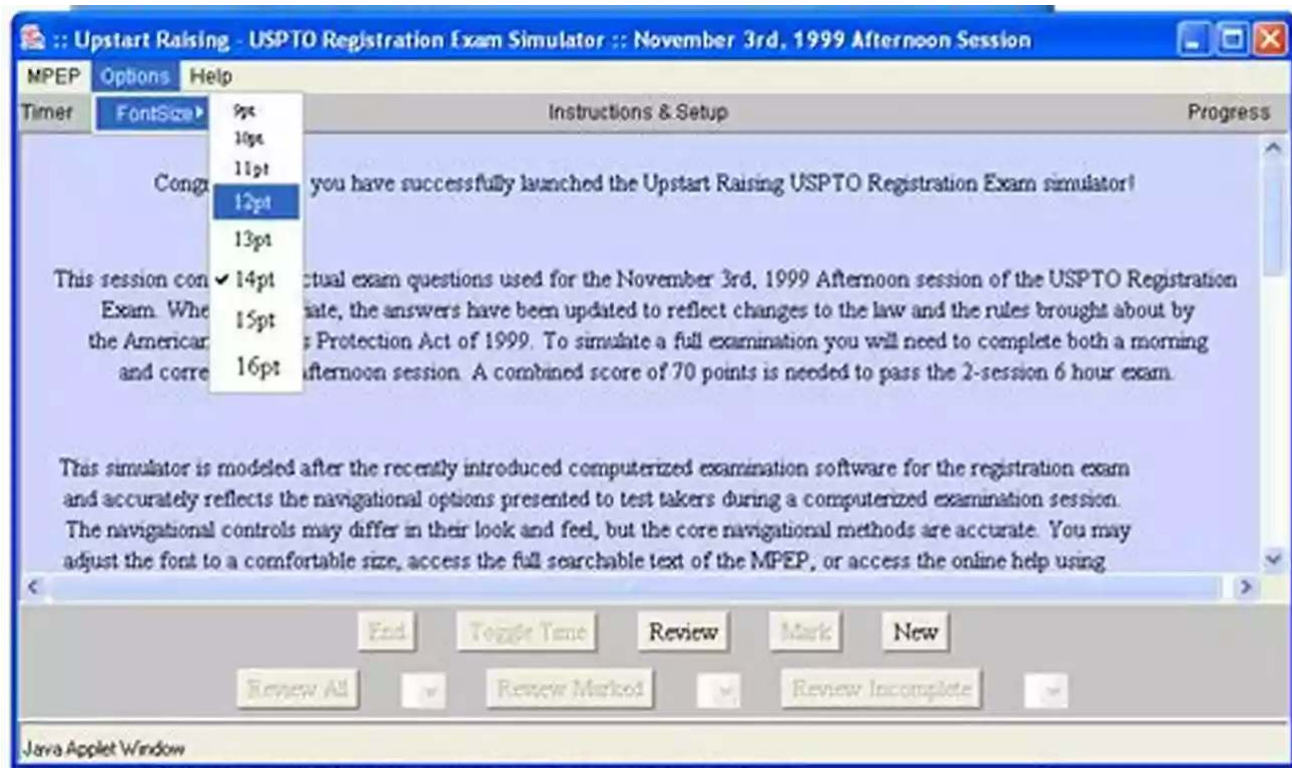 :: Upstart Raising - USPTO Registration Exam Simulator :: November 3rd, 1999 Afternoon Session
MPEP Options Help
Timer FontSize Instructions & Setup Progress
9pt
10pt
11pt
12pt
13pt
14pt
15pt
16pt
Congr you have successfully launched the Upstart Raising USPTO Registration Exam simulator!
This session con ctual exam questions used for the November 3rd, 1999 Afternoon session of the USPTO Registration
Exam. Whe iate, the answers have been updated to reflect changes to the law and the rules brought about by
the American s Protection Act of 1999. To simulate a full examination you will need to complete both a morning
and corre fternoon session. A combined score of 70 points is needed to pass the 2-session 6 hour exam.
This simulator is modeled after the recently introduced computerized examination software for the registration exam
and accurately reflects the navigational options presented to test takers during a computerized examination session.
The navigational controls may differ in their look and feel, but the core navigational methods are accurate. You may
adjust the font to a comfortable size, access the full searchable text of the MPEP, or access the online help using
End Toggle Time Review Mark New
Review All Review Marked Review Incomplete
Java Applet Window